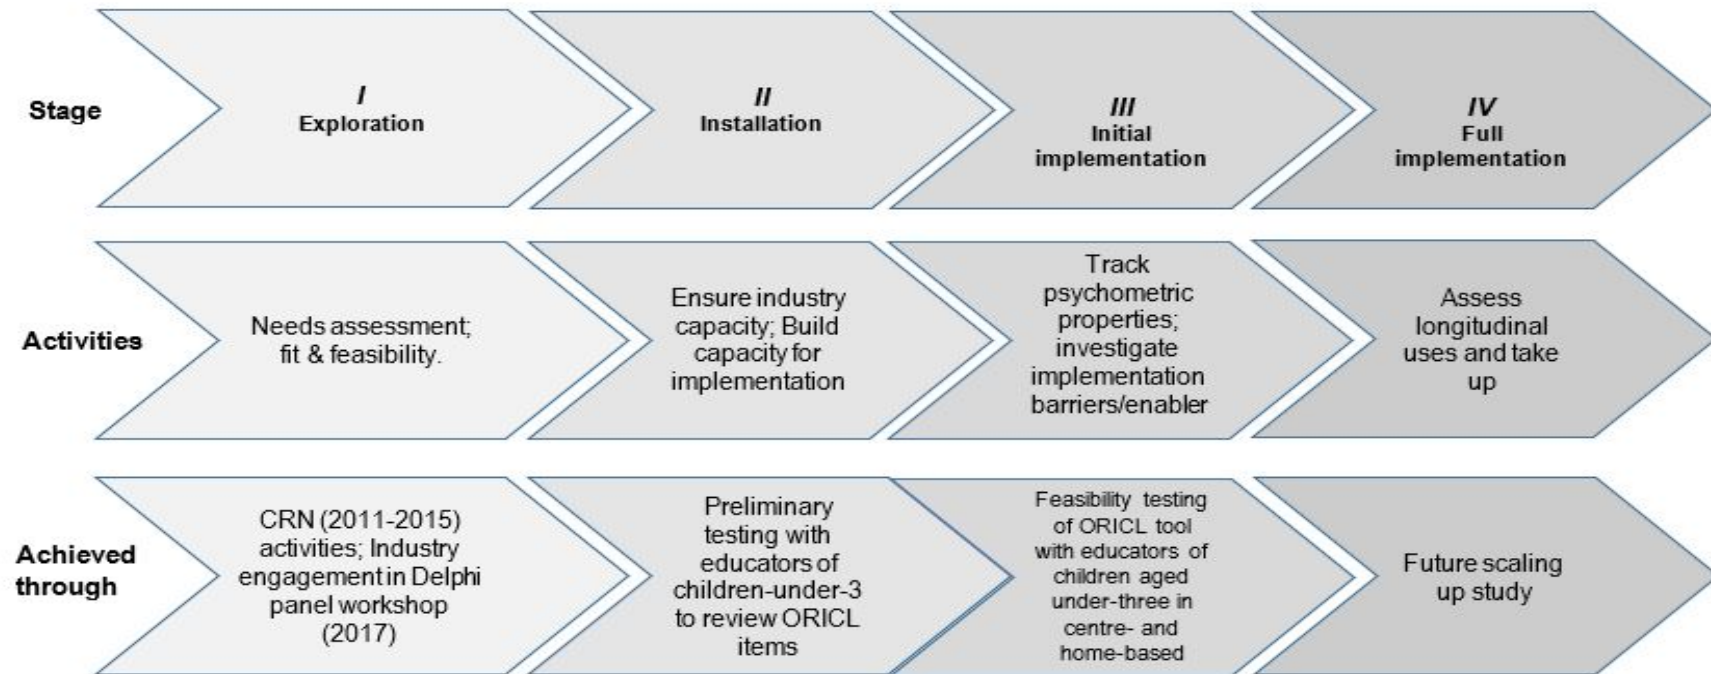 Stage
I
Exploration
II
Installation
III
Initial
implementation
IV
Full
implementation
Activities
Needs assessment;
fit & feasibility.
Ensure industry
capacity; Build
capacity for
implementation
Track
psychometric
properties;
investigate
implementation
barriers/enabler
Assess
longitudinal
uses and take
up
Achieved
through
CRN (2011-2015)
activities; Industry
engagement in Delphi
panel workshop
(2017)
Preliminary
testing with
educators of
children-under-3
to review ORICL
items
Feasibility testing
of ORICL tool
with educators of
children aged
under-three in
centre- and
home-based
Future scaling
up study